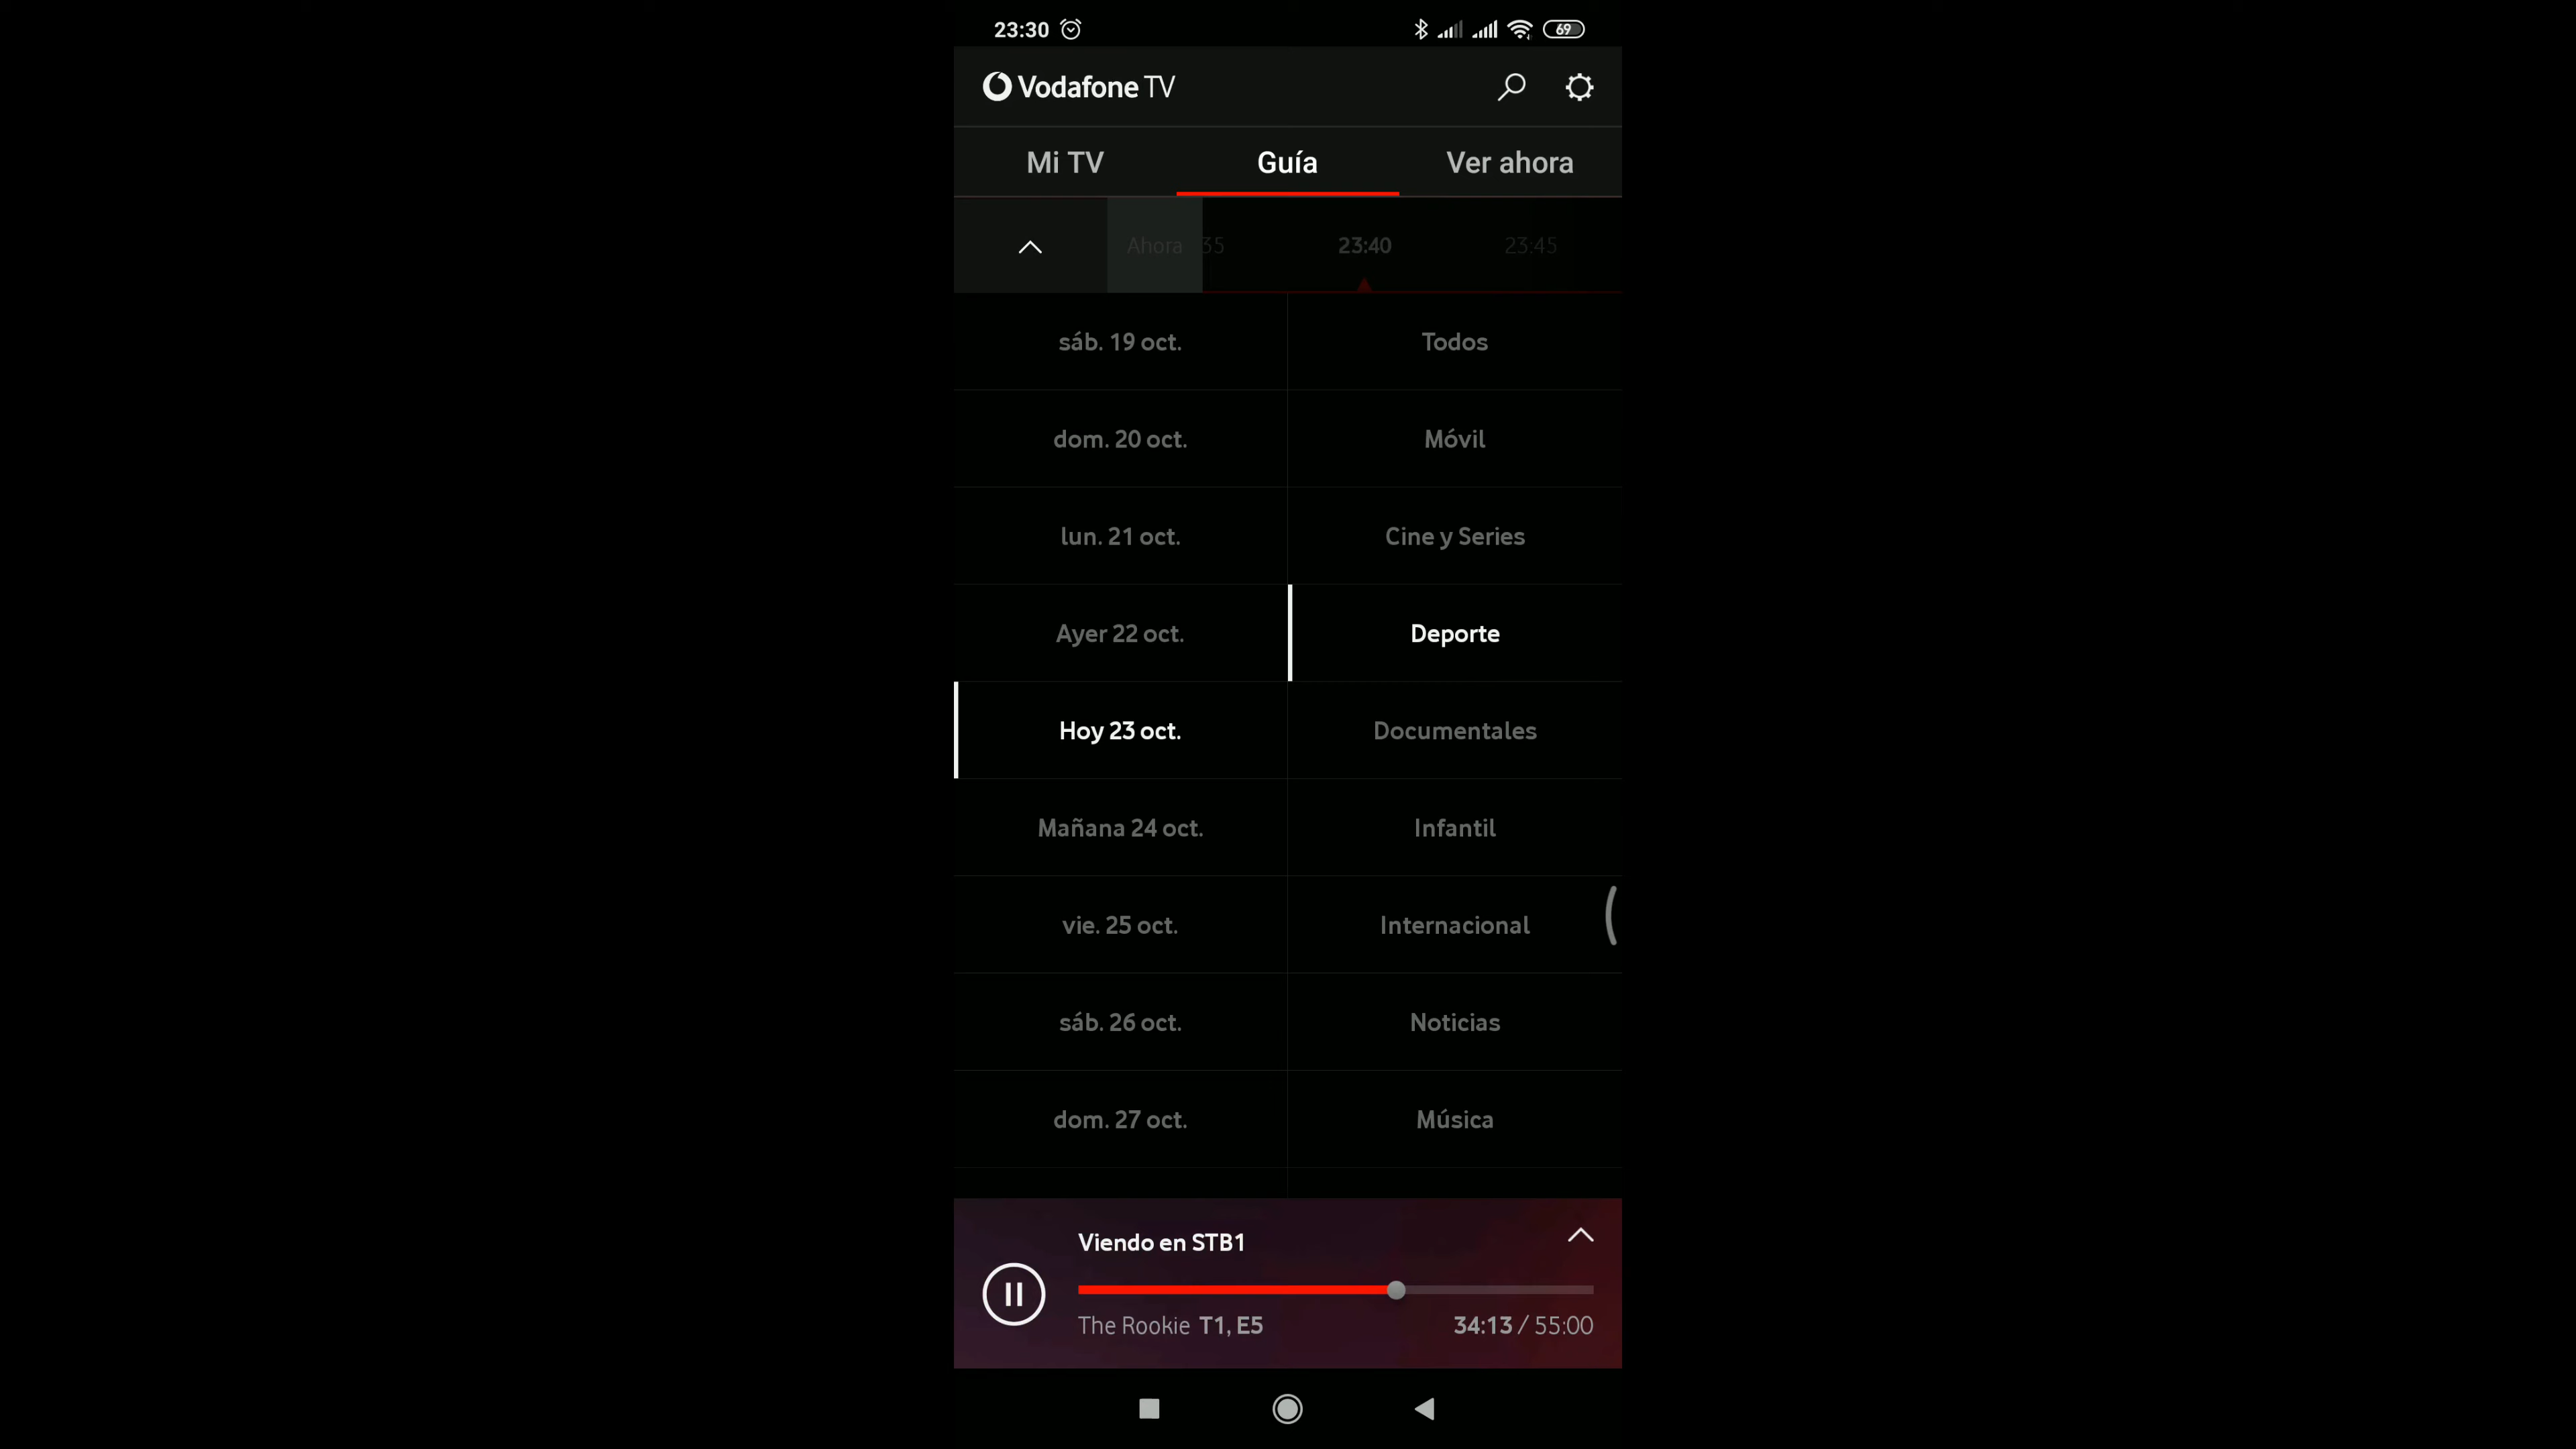 23:30 69
Vodafone TV
Mi TV Guía Ver ahora
Ahora 35 23:40 23:45
sáb. 19 oct. Todos
dom. 20 oct. Móvil
lun. 21 oct. Cine y Series
Ayer 22 oct. Deporte
Hoy 23 oct. Documentales
Mañana 24 oct. Infantil
vie. 25 oct. Internacional
sáb. 26 oct. Noticias
dom. 27 oct. Música
Viendo en STB1
The Rookie T1, E5 34:13 / 55:00